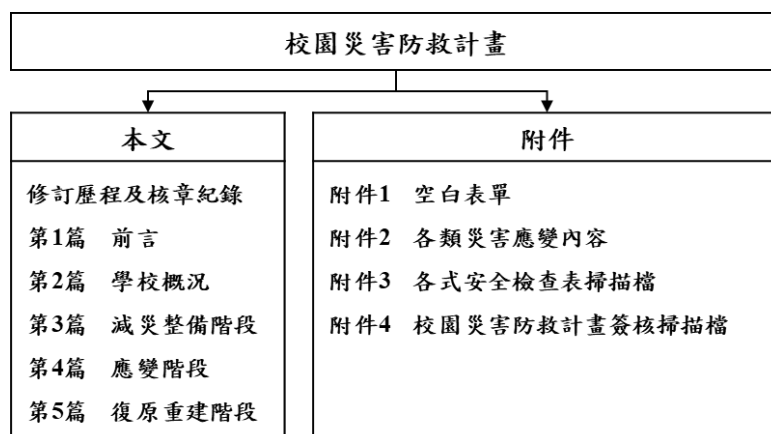 校園災害防救計畫
本文
修訂歷程及核章紀錄
第1篇 前言
第2篇 學校概況
第3篇 減災整備階段
第4篇 應變階段
第5篇 復原重建階段
附件
附件1 空白表單
附件2 各類災害應變內容
附件3 各式安全檢查表掃描檔
附件4 校園災害防救計畫簽核掃描檔